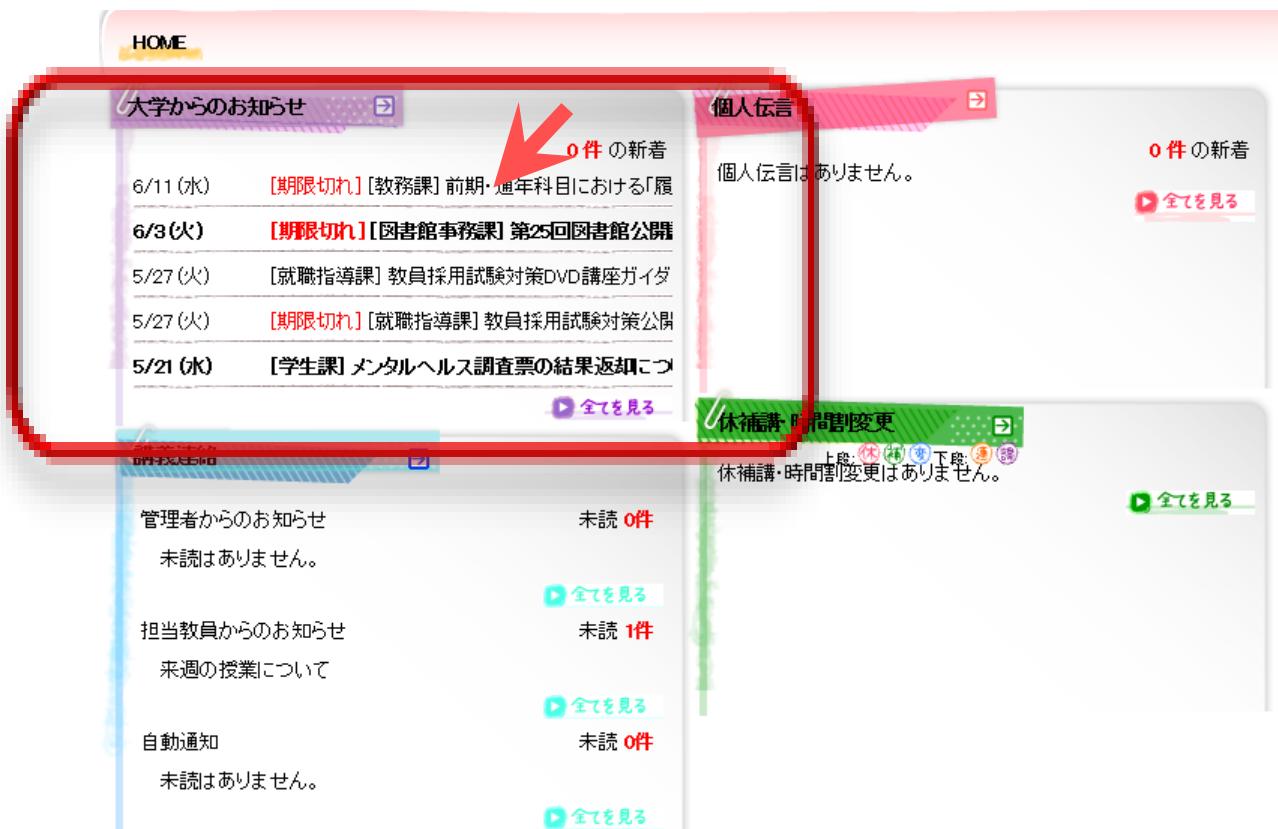 HOME
大学からのお知らせ
0件 の新着
6/11(水) [期限切れ] [教務課] 前期・通年科目における「履
6/3(火) [期限切れ] [図書館事務課] 第25回図書館公開
5/27(火) [就職指導課] 教員採用試験対策DVD講座ガイダ
5/27(火) [期限切れ] [就職指導課] 教員採用試験対策公開
5/21(水) [学生課] メンタルヘルス調査票の結果返却につ
全てを見る
講義連絡
管理者からのお知らせ 未読 0件
未読はありません。
全てを見る
担当教員からのお知らせ 未読 1件
来週の授業について
全てを見る
自動通知 未読 0件
未読はありません。
全てを見る
個人伝言
0件 の新着
個人伝言はありません。
全てを見る
休補講・時間割変更
上段: 休 補 変 下段: 連 講
休補講・時間割変更はありません。
全てを見る